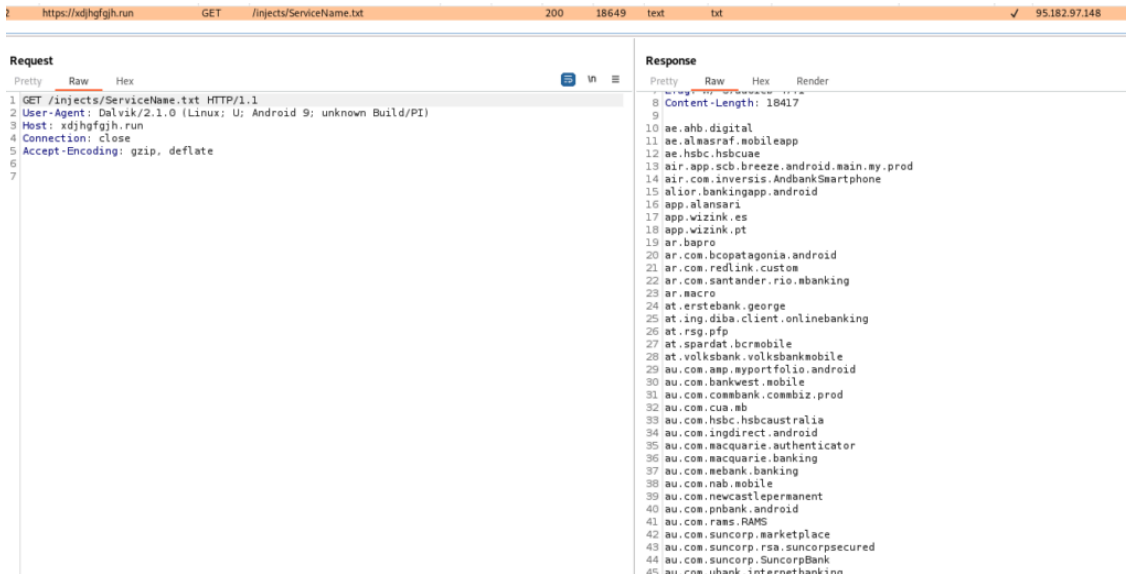 https://xdjhgfgjh.run GET /injects/ServiceName.txt 200 18649 text txt ✓ 95.182.97.148
Request
Pretty Raw Hex
\n
1 GET /injects/ServiceName.txt HTTP/1.1
2 User-Agent: Dalvik/2.1.0 (Linux; U; Android 9; unknown Build/PI)
3 Host: xdjhgfgjh.run
4 Connection: close
5 Accept-Encoding: gzip, deflate
6
7
Response
Pretty Raw Hex Render
8 Content-Length: 18417
9
10 ae.ahb.digital
11 ae.almasraf.mobileapp
12 ae.hsbc.hsbcuae
13 air.app.scb.breeze.android.main.my.prod
14 air.com.inversis.AndbankSmartphone
15 alior.bankingapp.android
16 app.alansari
17 app.wizink.es
18 app.wizink.pt
19 ar.bapro
20 ar.com.bcopatagonia.android
21 ar.com.redlink.custom
22 ar.com.santander.rio.mbanking
23 ar.macro
24 at.erstebank.george
25 at.ing.diba.client.onlinebanking
26 at.rsg.pfp
27 at.spardat.bcrmobile
28 at.volksbank.volksbankmobile
29 au.com.amp.myportfolio.android
30 au.com.bankwest.mobile
31 au.com.commbank.commbiz.prod
32 au.com.cua.mb
33 au.com.hsbc.hsbcaustralia
34 au.com.ingdirect.android
35 au.com.macquarie.authenticator
36 au.com.macquarie.banking
37 au.com.mebank.banking
38 au.com.nab.mobile
39 au.com.newcastlepermanent
40 au.com.pnbank.android
41 au.com.rams.RAMS
42 au.com.suncorp.marketplace
43 au.com.suncorp.rsa.suncorpsecured
44 au.com.suncorp.SuncorpBank
45 au.com.ubank.internetbanking